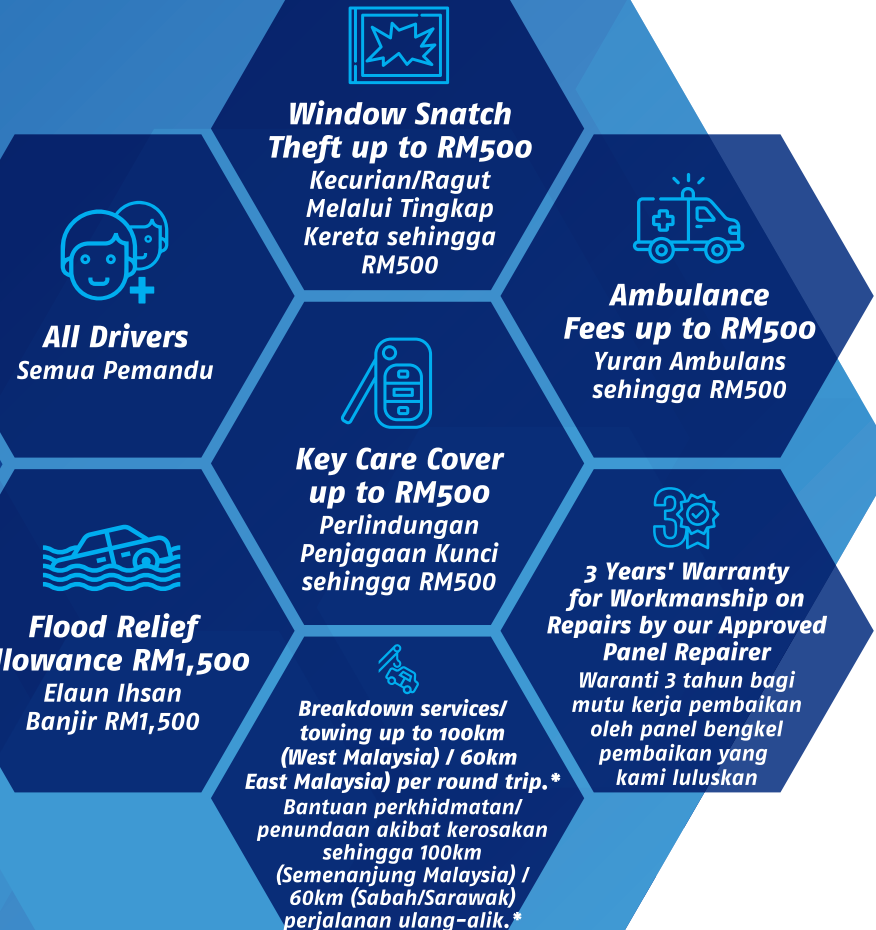 Window Snatch
Theft up to RM500
Kecurian/Ragut
Melalui Tingkap
Kereta sehingga
RM500
All Drivers
Semua Pemandu
Ambulance
Fees up to RM500
Yuran Ambulans
sehingga RM500
Key Care Cover
up to RM500
Perlindungan
Penjagaan Kunci
sehingga RM500
Flood Relief
llowance RM1,500
Elaun Ihsan
Banjir RM1,500
3
3 Years' Warranty
for Workmanship on
Repairs by our Approved
Panel Repairer
Waranti 3 tahun bagi
mutu kerja pembaikan
oleh panel bengkel
pembaikan yang
kami luluskan
Breakdown services/
towing up to 100km
(West Malaysia) / 60km
East Malaysia) per round trip.*
Bantuan perkhidmatan/
penundaan akibat kerosakan
sehingga 100km
(Semenanjung Malaysia) /
60km (Sabah/Sarawak)
perjalanan ulang-alik.*